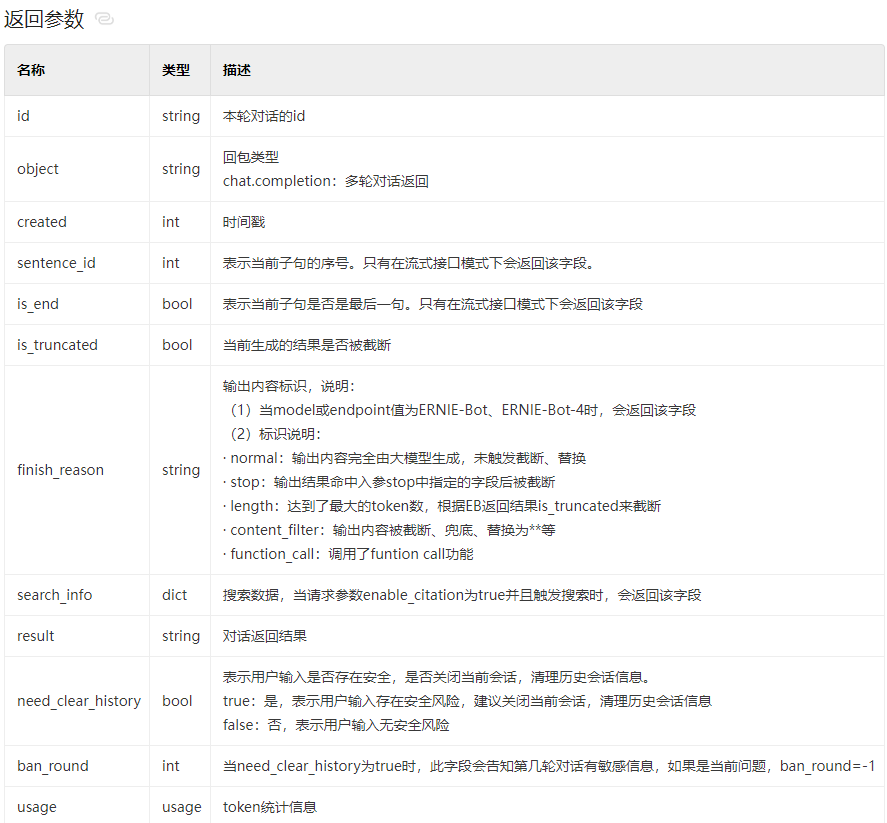 返回参数
名称 类型 描述
id string 本轮对话的id
object string 回包类型
chat.completion：多轮对话返回
created int 时间戳
sentence_id int 表示当前子句的序号。只有在流式接口模式下会返回该字段。
is_end bool 表示当前子句是否是最后一句。只有在流式接口模式下会返回该字段
is_truncated bool 当前生成的结果是否被截断
finish_reason string 输出内容标识，说明：
（1）当model或endpoint值为ERNIE-Bot、ERNIE-Bot-4时，会返回该字段
（2）标识说明：
· normal：输出内容完全由大模型生成，未触发截断、替换
· stop：输出结果命中入参stop中指定的字段后被截断
· length：达到了最大的token数，根据EB返回结果is_truncated来截断
· content_filter：输出内容被截断、兜底、替换为**等
· function_call：调用了funtion call功能
search_info dict 搜索数据，当请求参数enable_citation为true并且触发搜索时，会返回该字段
result string 对话返回结果
need_clear_history bool 表示用户输入是否存在安全，是否关闭当前会话，清理历史会话信息。
true：是，表示用户输入存在安全风险，建议关闭当前会话，清理历史会话信息
false：否，表示用户输入无安全风险
ban_round int 当need_clear_history为true时，此字段会告知第几轮对话有敏感信息，如果是当前问题，ban_round=-1
usage usage token统计信息